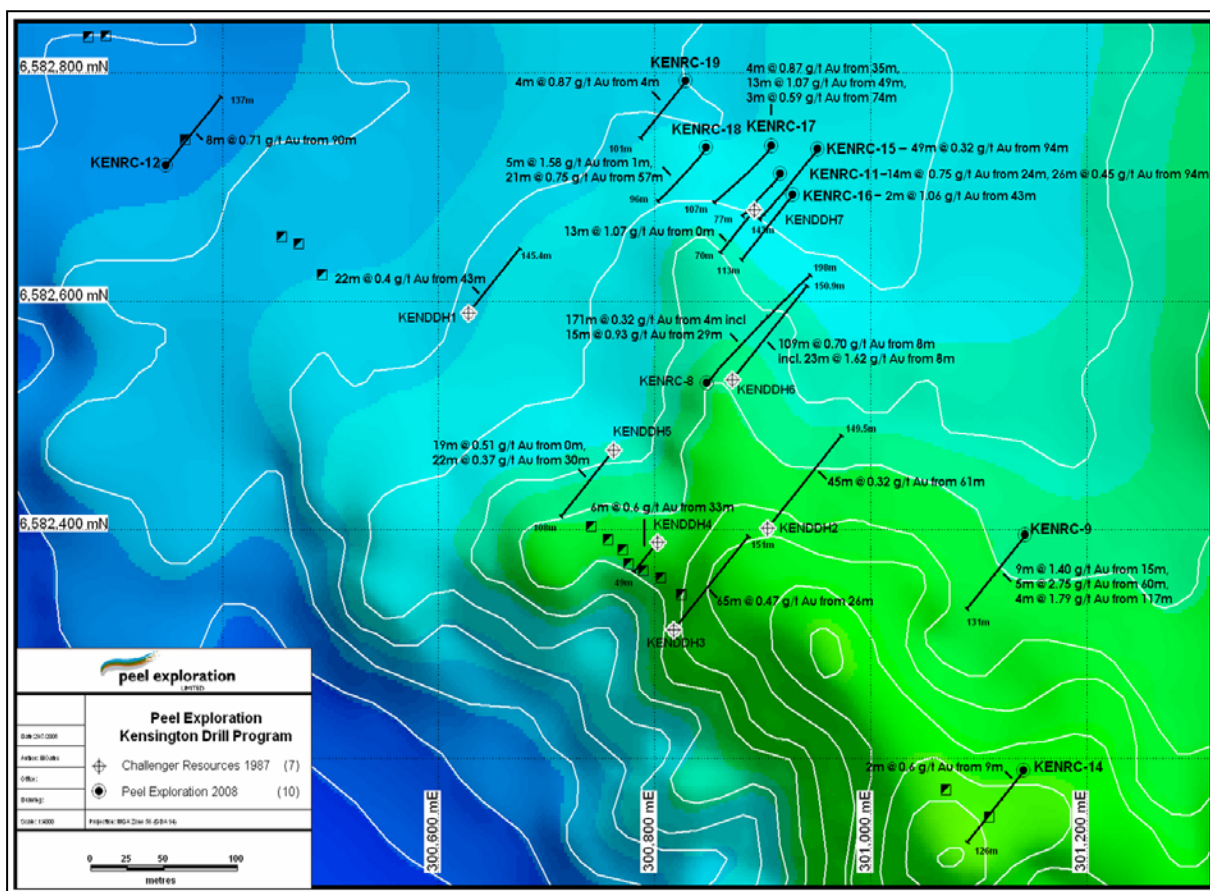 6,582,800 mN
137m
8m @ 0.71 g/t Au from 90m
KENRC-12
KENRC-19
4m @ 0.87 g/t Au from 4m
101m
4m @ 0.87 g/t Au from 35m,
13m @ 1.07 g/t Au from 49m,
3m @ 0.59 g/t Au from 74m
KENRC-18
KENRC-17
5m @ 1.58 g/t Au from 1m,
21m @ 0.75 g/t Au from 57m
96m
107m
KENRC-15 – 49m @ 0.32 g/t Au from 94m
KENRC-11–14m @ 0.75 g/t Au from 24m, 26m @ 0.45 g/t Au from 94m
KENRC-16 – 2m @ 1.06 g/t Au from 43m
77m
143m
KENDDH7
13m @ 1.07 g/t Au from 0m
70m
113m
145.4m
22m @ 0.4 g/t Au from 43m
KENDDH1
6,582,600 mN
198m
150.9m
171m @ 0.32 g/t Au from 4m incl
15m @ 0.93 g/t Au from 29m
109m @ 0.70 g/t Au from 8m
incl. 23m @ 1.62 g/t Au from 8m
KENRC-8
KENDDH6
KENDDH5
19m @ 0.51 g/t Au from 0m,
22m @ 0.37 g/t Au from 30m
108m
149.5m
45m @ 0.32 g/t Au from 61m
6m @ 0.6 g/t Au from 33m
KENDDH4
49m
6,582,400 mN
KENDDH2
151m
65m @ 0.47 g/t Au from 26m
KENDDH3
KENRC-9
9m @ 1.40 g/t Au from 15m,
5m @ 2.75 g/t Au from 60m,
4m @ 1.79 g/t Au from 117m
131m
2m @ 0.6 g/t Au from 9m
KENRC-14
126m
300,600 mE
300,800 mE
301,000 mE
301,200 mE
peel exploration
LIMITED
Peel Exploration
Kensington Drill Program
Challenger Resources 1987 (7)
Peel Exploration 2008 (10)
Office:
Drawing:
0 25 50 100
metres